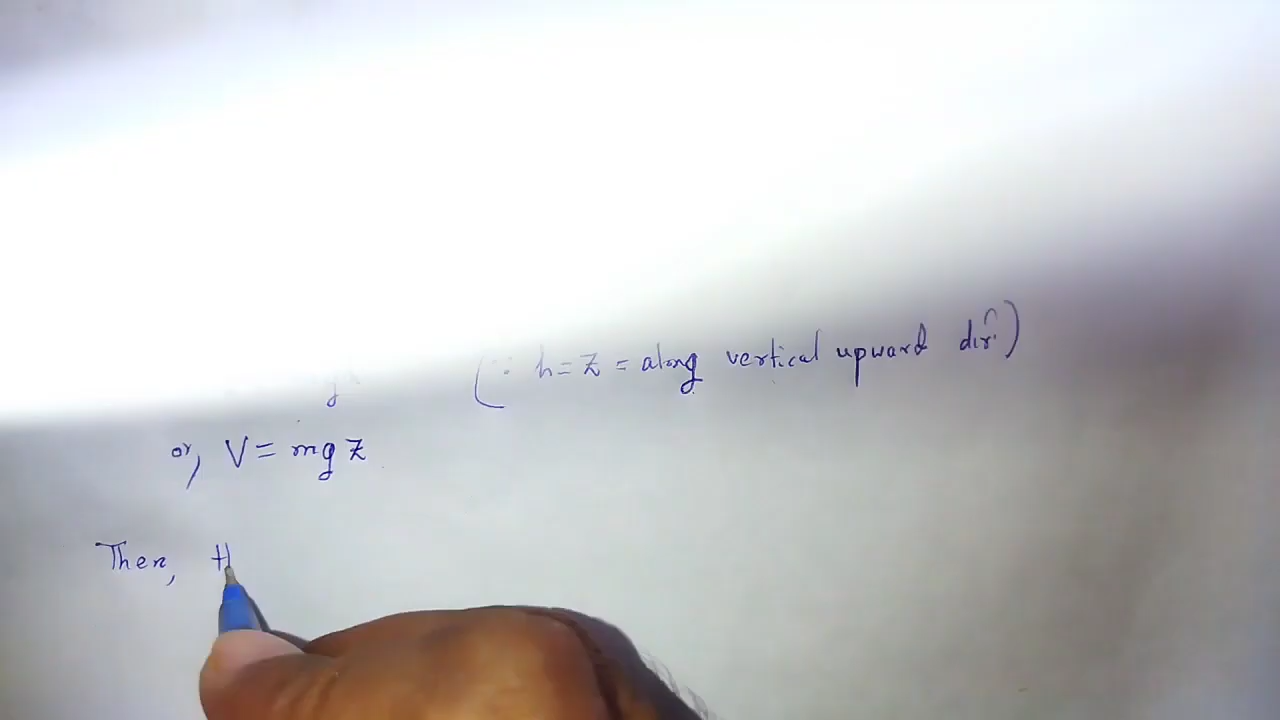 (∵ h = z = along vertical upward dirⁿ)
or, V = mgz
Then, H